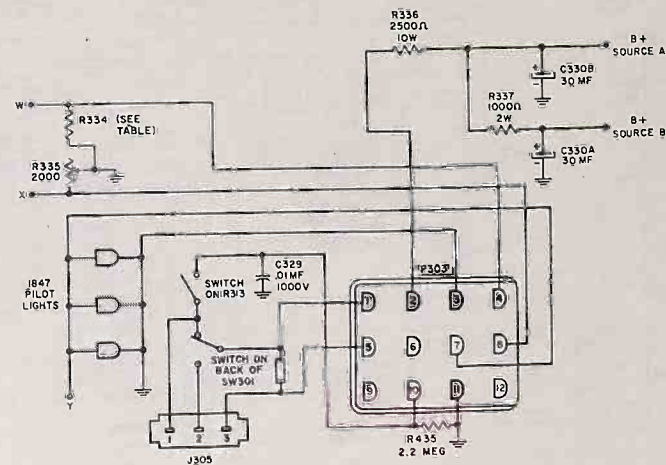 R336
2500Ω
10W
B+
SOURCE A
C330B
30 MF
R337
1000Ω
2W
B+
SOURCE B
C330A
30 MF
W
R334 (SEE
TABLE)
R335
2000
X
1847
PILOT
LIGHTS
Y
SWITCH
ON R313
C329
.01MF
1000V
SWITCH ON
BACK OF
SW301
P303
1 2 3 4
5 6 7 8
9 10 11 12
R435
2.2 MEG
1 2 3
J305